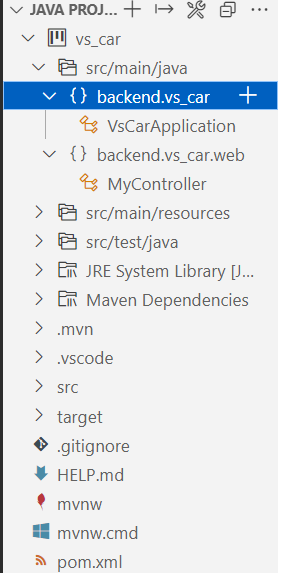 JAVA PROJ...
vs_car
src/main/java
{} backend.vs_car
VsCarApplication
{} backend.vs_car.web
MyController
src/main/resources
src/test/java
JRE System Library [J...
Maven Dependencies
.mvn
.vscode
src
target
.gitignore
HELP.md
mvnw
mvnw.cmd
pom.xml